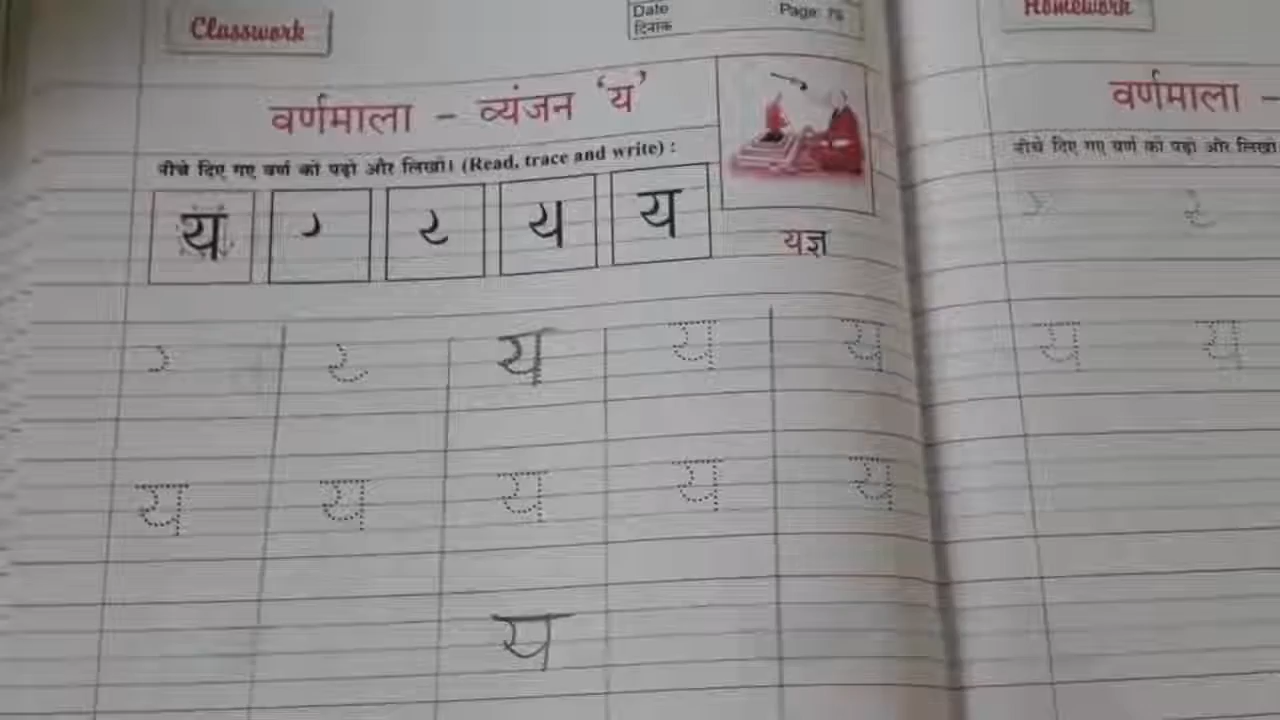 Classwork
Date
दिनांक
Page: 75
वर्णमाला – व्यंजन 'य'
नीचे दिए गए वर्ण को पढ़ो और लिखो। (Read, trace and write) :
य य य
यज्ञ
य य य
य य य य य
य
Homework
वर्णमाला –
नीचे दिए गए वर्ण को पढ़ो और लिखो
य य